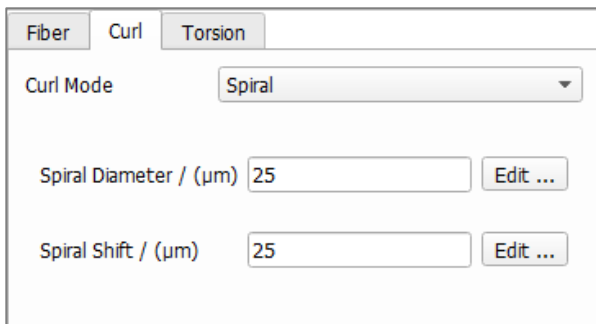 Fiber Curl Torsion
Curl Mode Spiral
Spiral Diameter / (µm) 25 Edit ...
Spiral Shift / (µm) 25 Edit ...